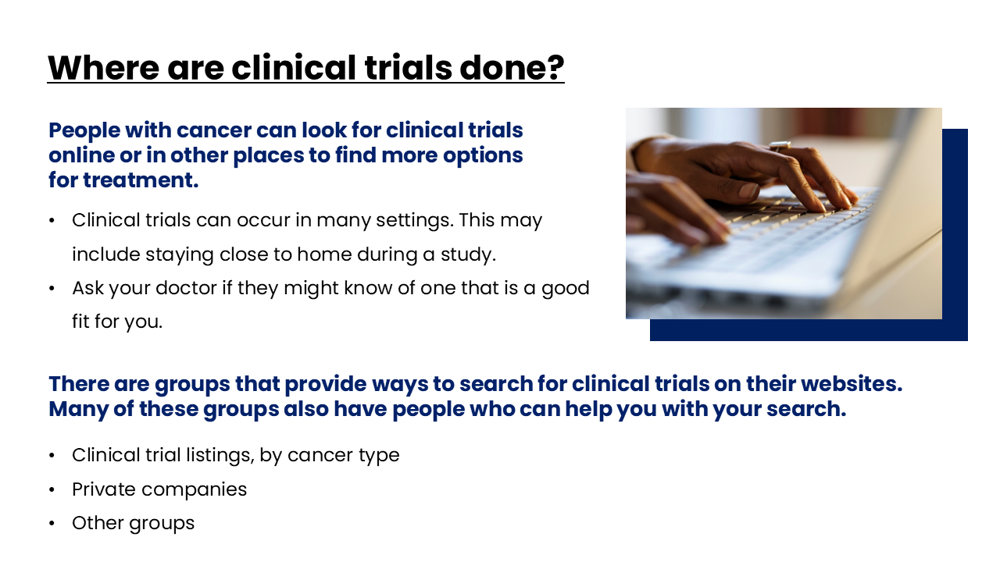 Where are clinical trials done?
People with cancer can look for clinical trials
online or in other places to find more options
for treatment.
• Clinical trials can occur in many settings. This may
include staying close to home during a study.
• Ask your doctor if they might know of one that is a good
fit for you.
There are groups that provide ways to search for clinical trials on their websites.
Many of these groups also have people who can help you with your search.
• Clinical trial listings, by cancer type
• Private companies
• Other groups